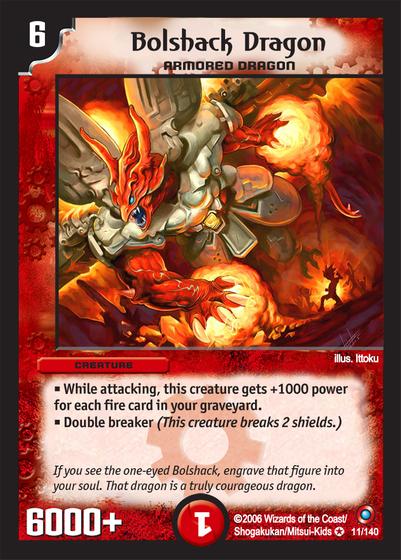 6
Bolshack Dragon
ARMORED DRAGON
illus. Ittoku
CREATURE
▪ While attacking, this creature gets +1000 power
for each fire card in your graveyard.
▪ Double breaker (This creature breaks 2 shields.)
If you see the one-eyed Bolshack, engrave that figure into
your soul. That dragon is a truly courageous dragon.
6000+
1
©2006 Wizards of the Coast/
Shogakukan/Mitsui-Kids ✪ 11/140